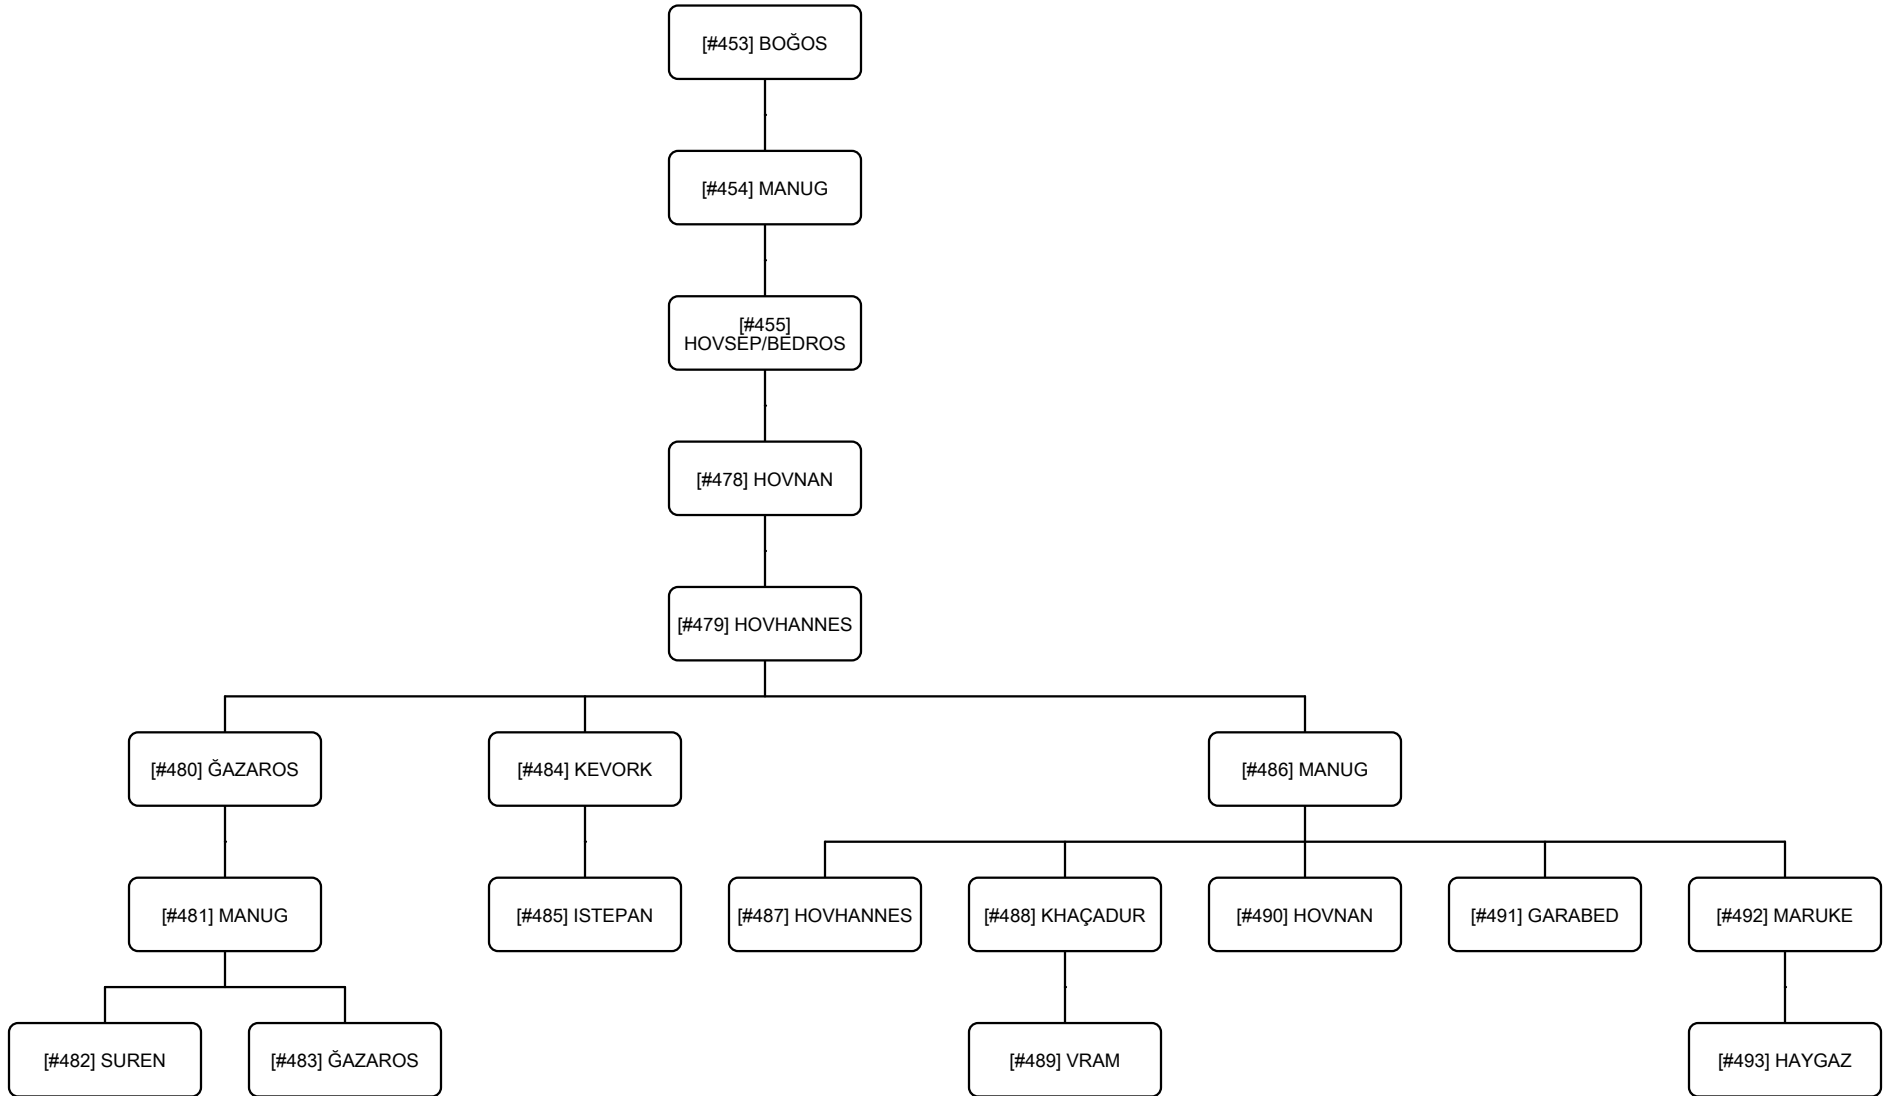 [#453] BOĞOS
[#454] MANUG
[#455]
HOVSEP/BEDROS
[#478] HOVNAN
[#479] HOVHANNES
[#480] ĞAZAROS
[#484] KEVORK
[#486] MANUG
[#481] MANUG
[#485] ISTEPAN
[#487] HOVHANNES
[#488] KHAÇADUR
[#490] HOVNAN
[#491] GARABED
[#492] MARUKE
[#482] SUREN
[#483] ĞAZAROS
[#489] VRAM
[#493] HAYGAZ